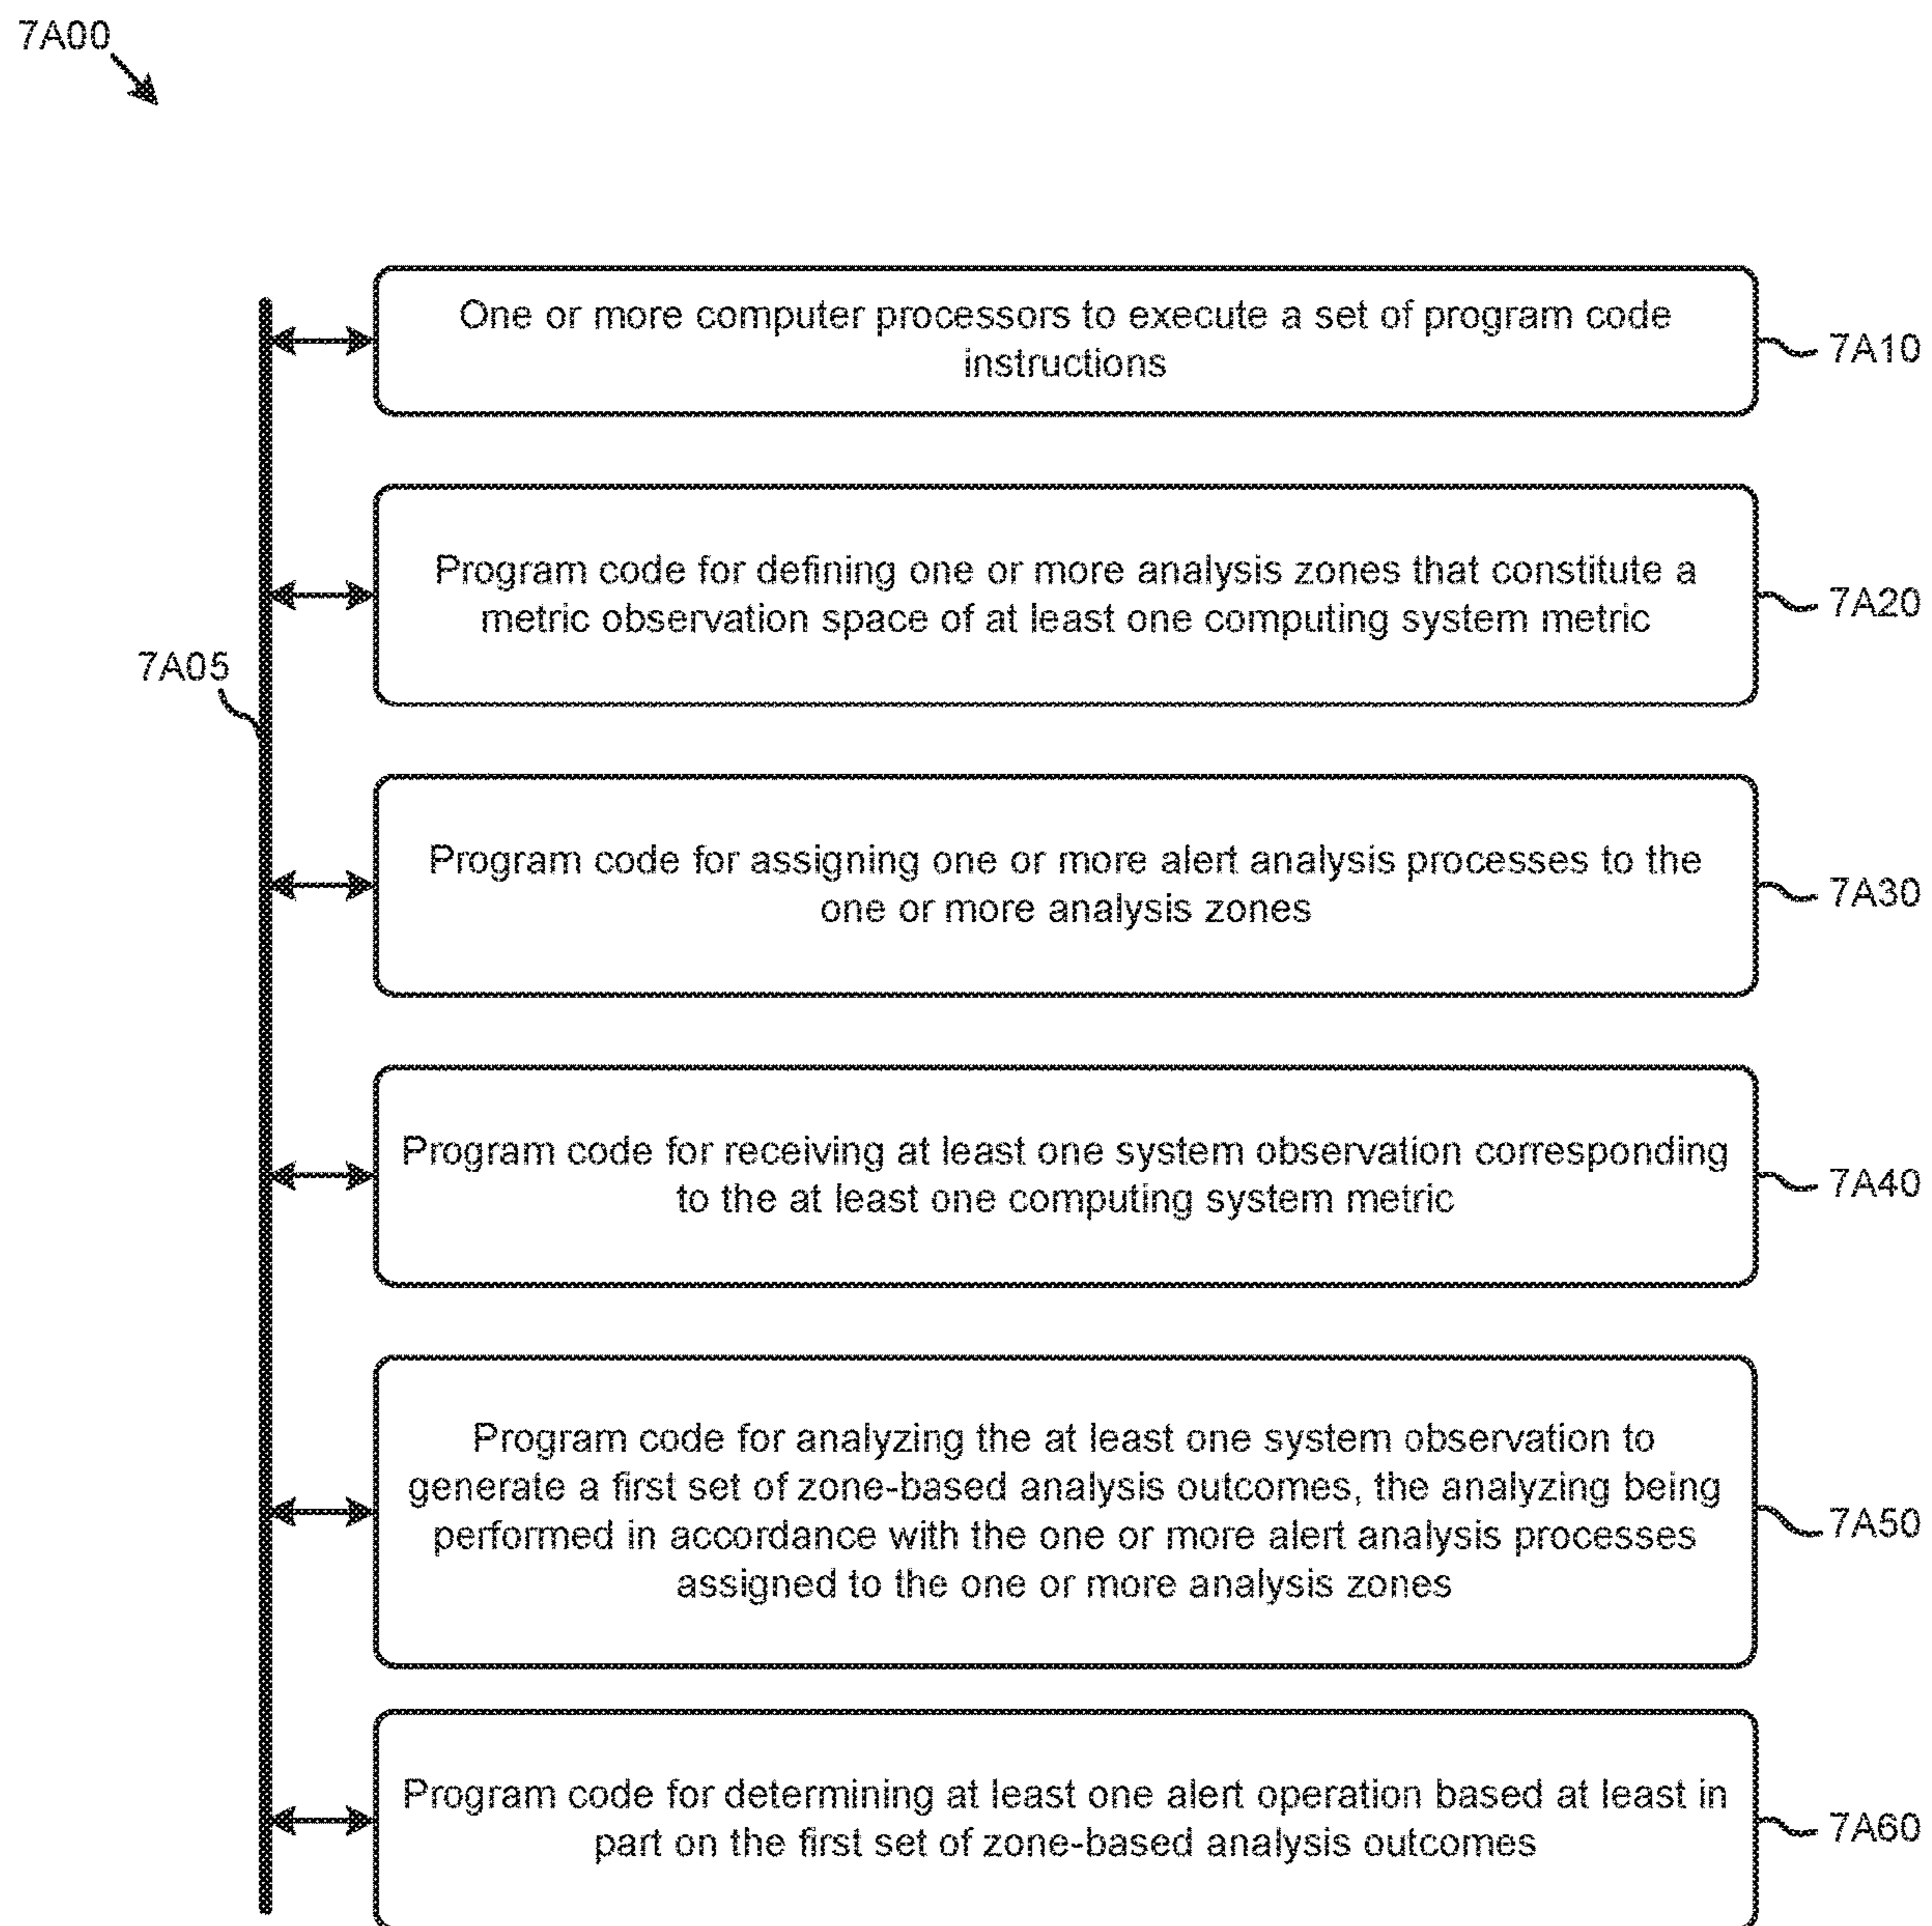 7A00
One or more computer processors to execute a set of program code
instructions
7A10
Program code for defining one or more analysis zones that constitute a
metric observation space of at least one computing system metric
7A20
7A05
Program code for assigning one or more alert analysis processes to the
one or more analysis zones
7A30
Program code for receiving at least one system observation corresponding
to the at least one computing system metric
7A40
Program code for analyzing the at least one system observation to
generate a first set of zone-based analysis outcomes, the analyzing being
performed in accordance with the one or more alert analysis processes
assigned to the one or more analysis zones
7A50
Program code for determining at least one alert operation based at least in
part on the first set of zone-based analysis outcomes
7A60